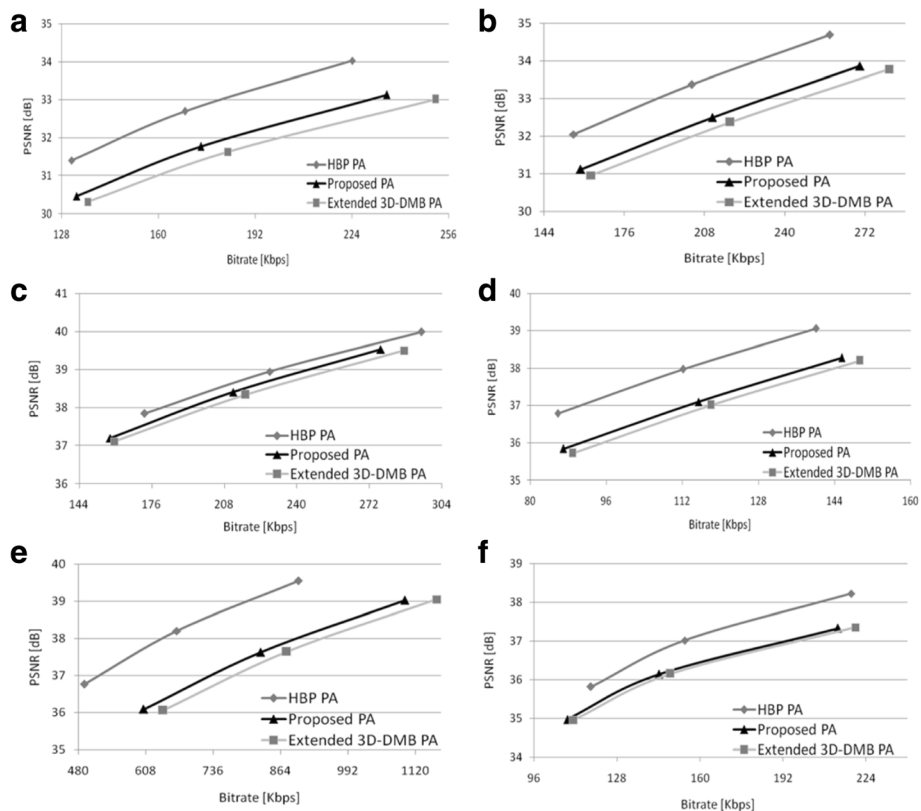 a
35
34
33
32
31
30
PSNR [dB]
128 160 192 224 256
Bitrate [Kbps]
HBP PA
Proposed PA
Extended 3D-DMB PA
b
35
34
33
32
31
30
PSNR [dB]
144 176 208 240 272
Bitrate [Kbps]
HBP PA
Proposed PA
Extended 3D-DMB PA
c
41
40
39
38
37
36
PSNR [dB]
144 176 208 240 272 304
Bitrate [Kbps]
HBP PA
Proposed PA
Extended 3D-DMB PA
d
40
39
38
37
36
35
PSNR [dB]
80 96 112 128 144 160
Bitrate [Kbps]
HBP PA
Proposed PA
Extended 3D-DMB PA
e
40
39
38
37
36
35
PSNR [dB]
480 608 736 864 992 1120
Bitrate [Kbps]
HBP PA
Proposed PA
Extended 3D-DMB PA
f
39
38
37
36
35
34
PSNR [dB]
96 128 160 192 224
Bitrate [Kbps]
HBP PA
Proposed PA
Extended 3D-DMB PA